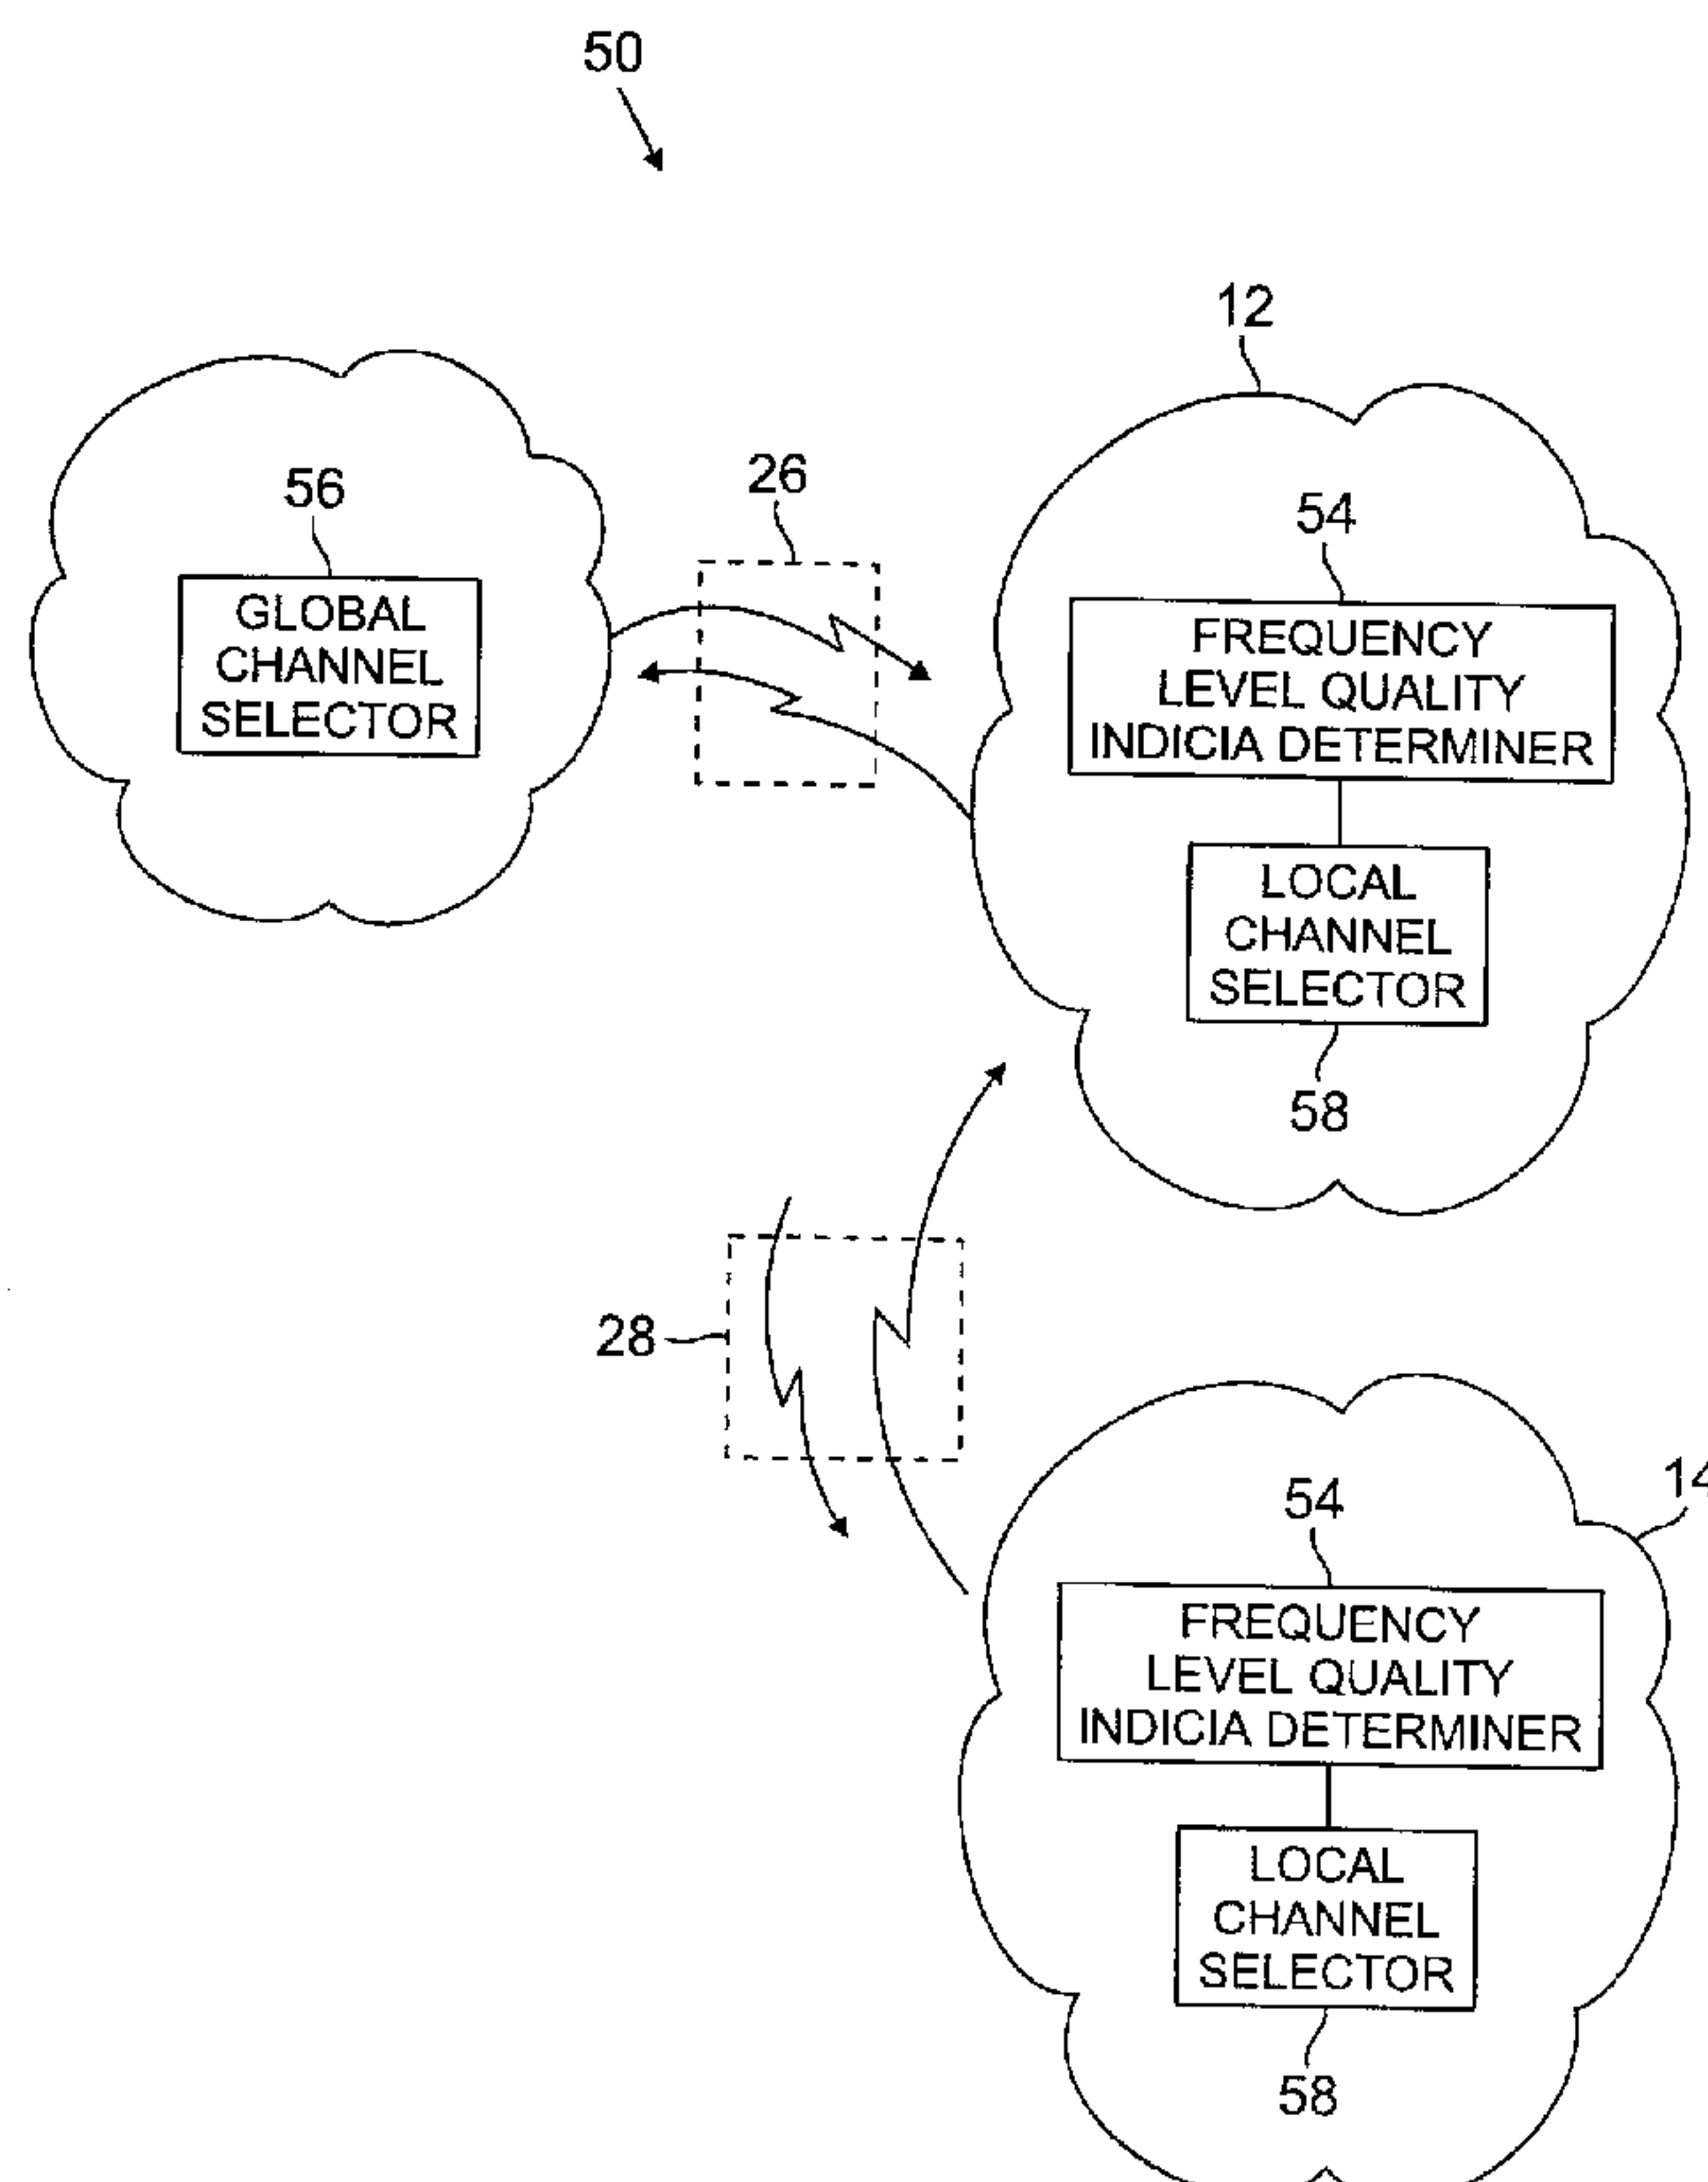 50
12
56
26
54
GLOBAL
CHANNEL
SELECTOR
FREQUENCY
LEVEL QUALITY
INDICIA DETERMINER
LOCAL
CHANNEL
SELECTOR
58
28
14
54
FREQUENCY
LEVEL QUALITY
INDICIA DETERMINER
LOCAL
CHANNEL
SELECTOR
58